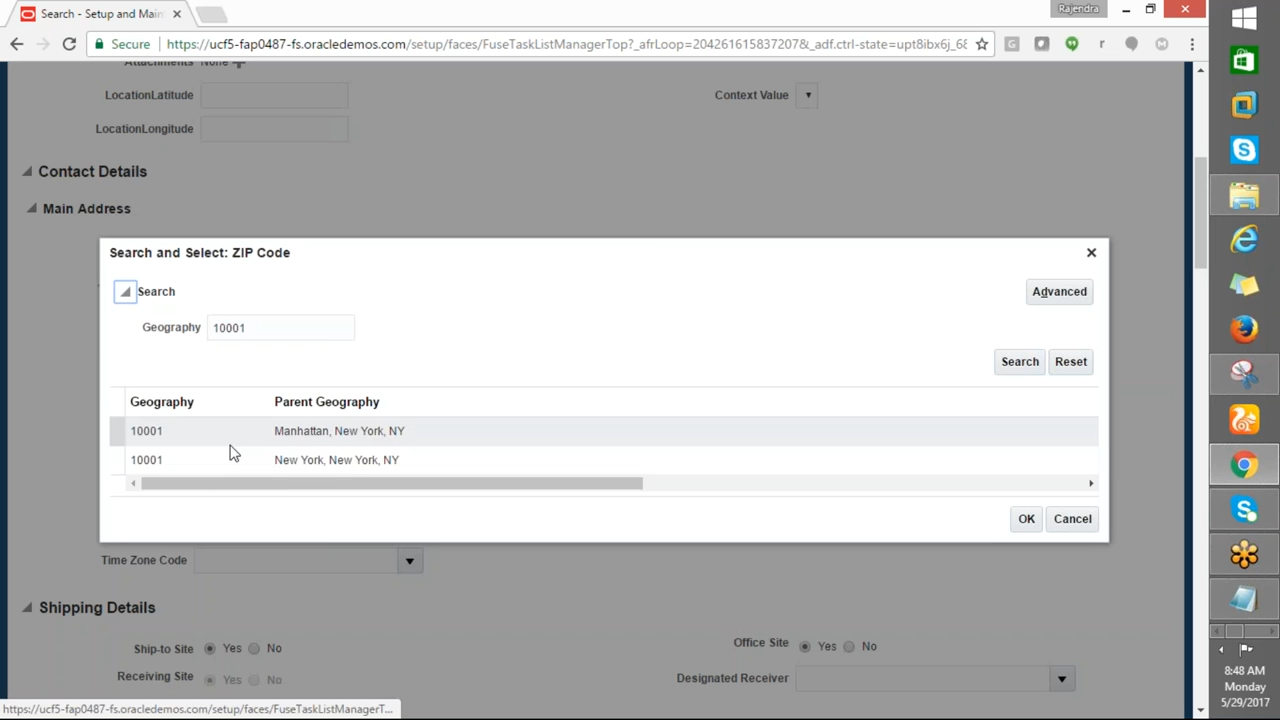 Search - Setup and Main
Rajendra
Secure https://ucf5-fap0487-fs.oracledemos.com/setup/faces/FuseTaskListManagerTop?_afrLoop=2042616158372​07&_adf.ctrl-state=upt8ibx6j_68
Attachments None
LocationLatitude Context Value
LocationLongitude
Contact Details
Main Address
Search and Select: ZIP Code
Search Advanced
Geography 10001
Search Reset
Geography Parent Geography
10001 Manhattan, New York, NY
10001 New York, New York, NY
OK Cancel
Time Zone Code
Shipping Details
Ship-to Site Yes No Office Site Yes No
Receiving Site Yes No Designated Receiver
https://ucf5-fap0487-fs.oracledemos.com/setup/faces/FuseTaskListManagerT...
8:48 AM
Monday
5/29/2017